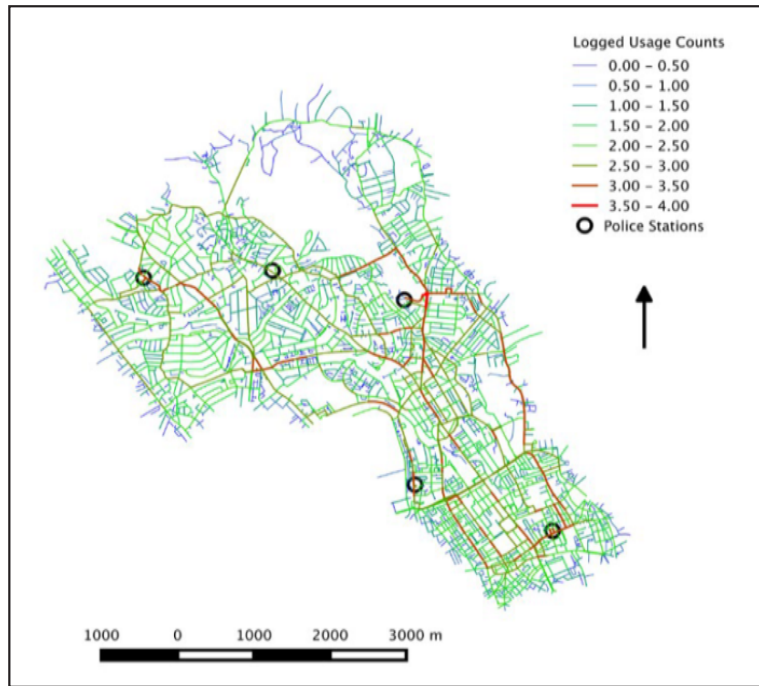 Logged Usage Counts
0.00 – 0.50
0.50 – 1.00
1.00 – 1.50
1.50 – 2.00
2.00 – 2.50
2.50 – 3.00
3.00 – 3.50
3.50 – 4.00
Police Stations
1000 0 1000 2000 3000 m